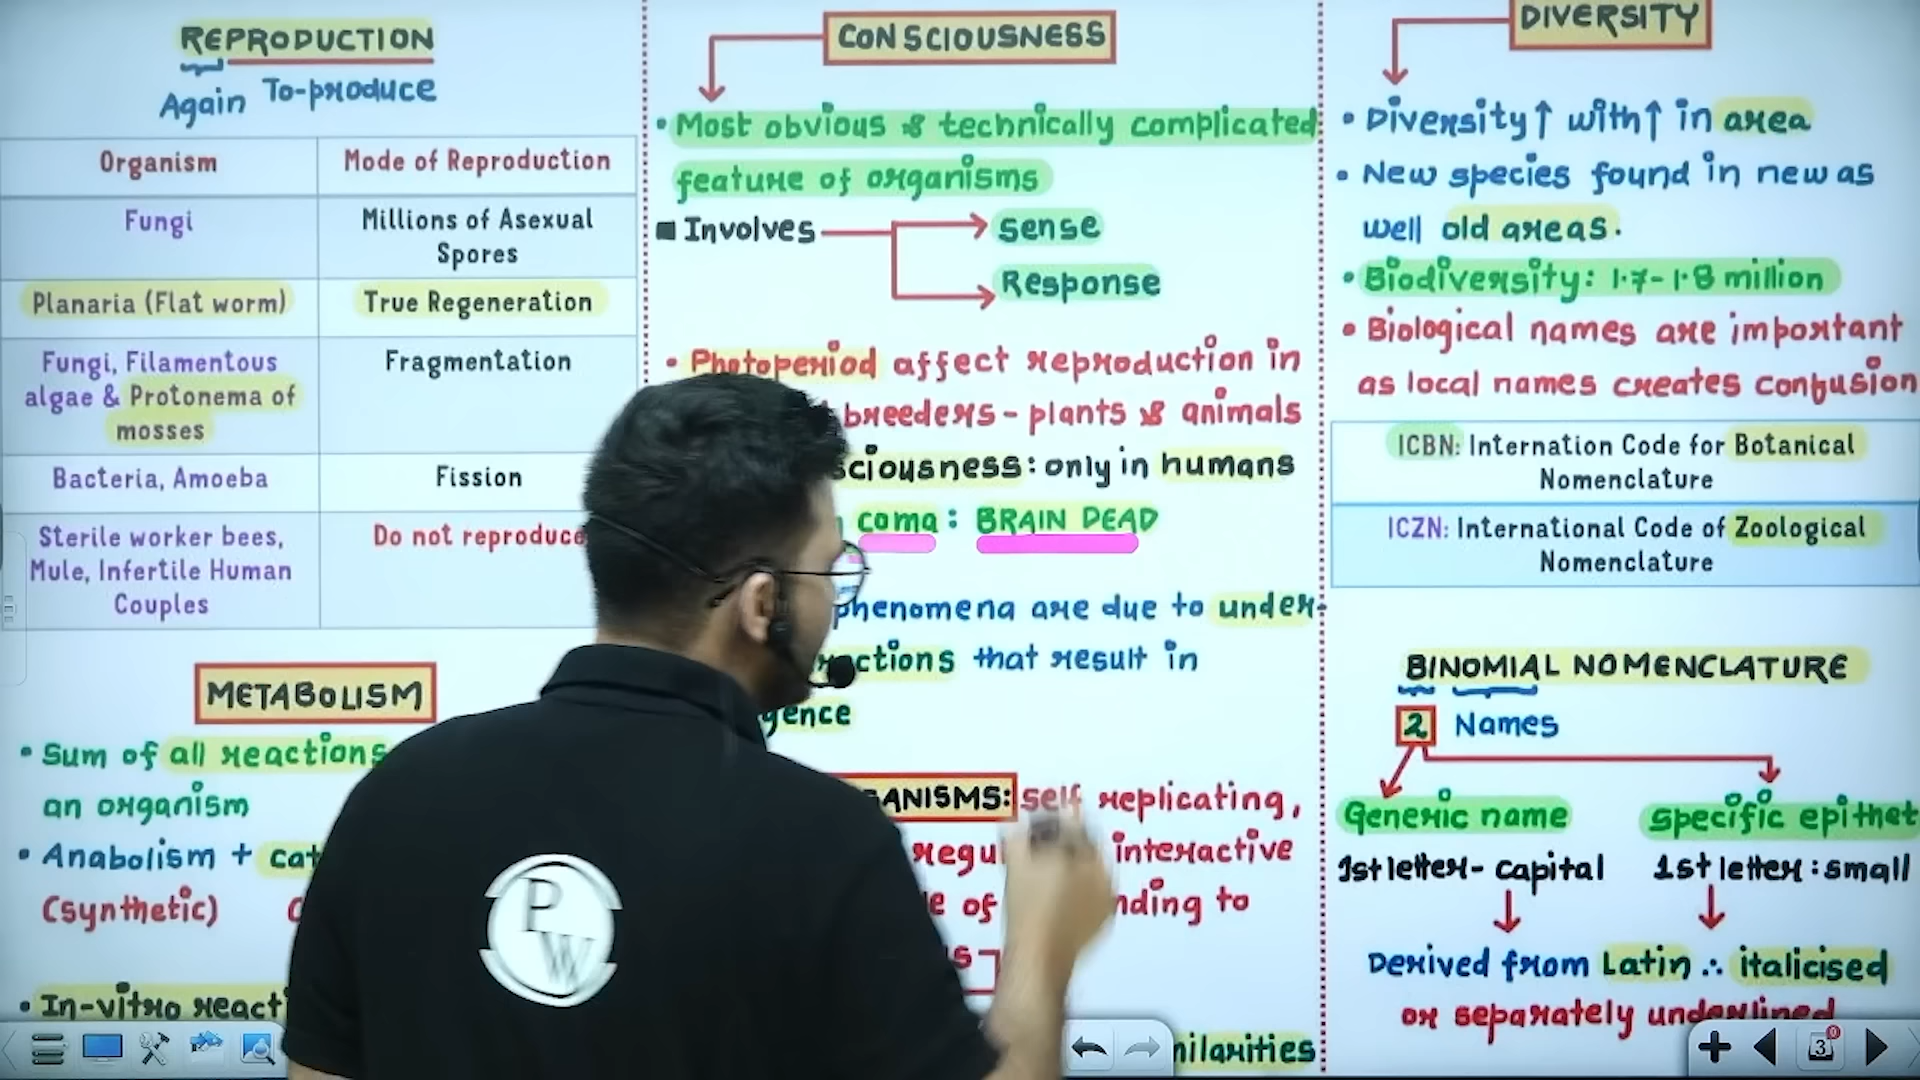 REPRODUCTION
Again To-produce
Organism
Mode of Reproduction
Fungi
Millions of Asexual
Spores
Planaria (Flat worm)
True Regeneration
Fungi, Filamentous
algae & Protonema of
mosses
Fragmentation
Bacteria, Amoeba
Fission
Sterile worker bees,
Mule, Infertile Human
Couples
Do not reproduce
METABOLISM
• Sum of all reactions
an organism
• Anabolism + cat
(synthetic)
• In-vitro react
CONSCIOUSNESS
• Most obvious & technically complicated
feature of organisms
■ Involves
sense
Response
• Photoperiod affect reproduction in
breeders - plants & animals
sciousness: only in humans
coma: BRAIN DEAD
phenomena are due to under-
actions that result in
gence
GANISMS: self replicating,
regu interactive
of nding to
s
milarities
DIVERSITY
• Diversity↑ with↑ in area
• New species found in new as
well old areas.
• Biodiversity: 1.7-1.8 million
• Biological names are important
as local names creates confusion
ICBN: Internation Code for Botanical
Nomenclature
ICZN: International Code of Zoological
Nomenclature
BINOMIAL NOMENCLATURE
2 Names
Generic name
specific epithet
1st letter- capital
1st letter: small
Derived from Latin ∴ italicised
or separately underlined
PW
3